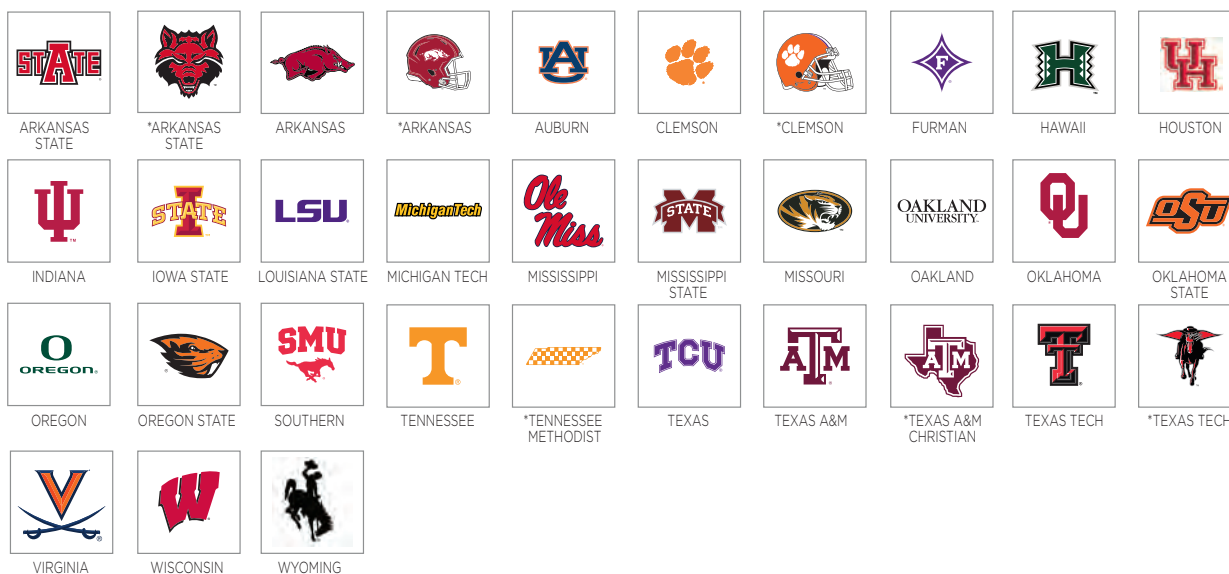 STATE
ARKANSAS
STATE
*ARKANSAS
STATE
ARKANSAS
*ARKANSAS
AU
AUBURN
CLEMSON
*CLEMSON
F
FURMAN
H
HAWAII
UH
HOUSTON
IU
INDIANA
I
STATE
IOWA STATE
LSU
LOUISIANA STATE
MichiganTech
MICHIGAN TECH
Ole
Miss
MISSISSIPPI
M
STATE
MISSISSIPPI
STATE
MISSOURI
OAKLAND
UNIVERSITY
OAKLAND
OU
OKLAHOMA
OSU
OKLAHOMA
STATE
O
OREGON
OREGON
OREGON STATE
SMU
SOUTHERN
T
TENNESSEE
*TENNESSEE
METHODIST
TCU
TEXAS
ATM
TEXAS A&M
ATM
*TEXAS A&M
CHRISTIAN
TT
TEXAS TECH
*TEXAS TECH
V
VIRGINIA
W
WISCONSIN
WYOMING